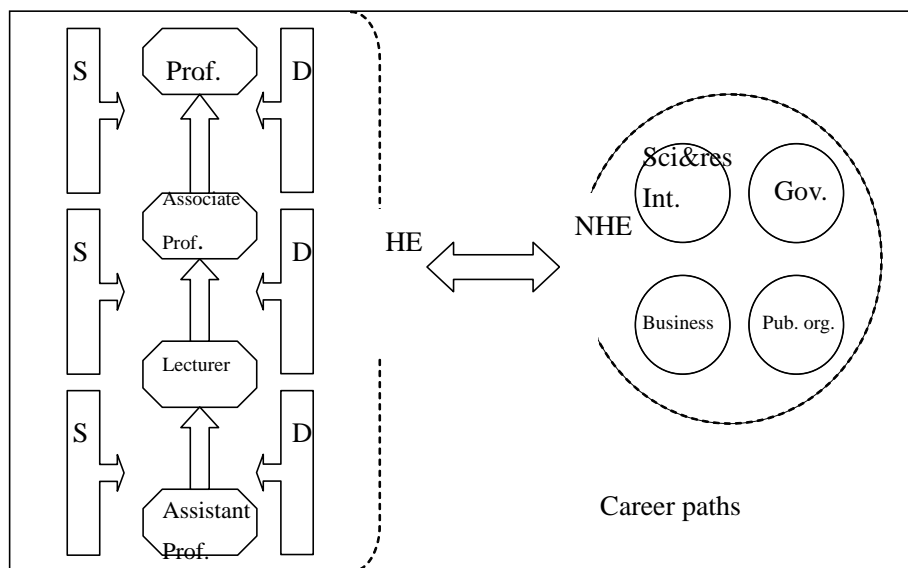 S
Prof.
D
Associate
Prof.
S
D
Lecturer
S
D
Assistant
Prof.
HE
NHE
Sci&res
Int.
Gov.
Business
Pub. org.
Career paths